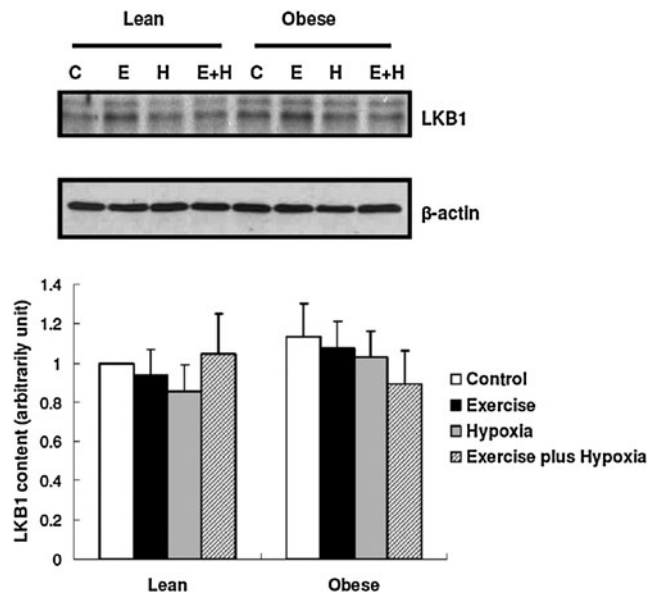 Lean Obese
C E H E+H C E H E+H
LKB1
β-actin
LKB1 content (arbitrarily unit)
1.4
1.2
1
0.8
0.6
0.4
0.2
0
Lean Obese
Control
Exercise
Hypoxia
Exercise plus Hypoxia